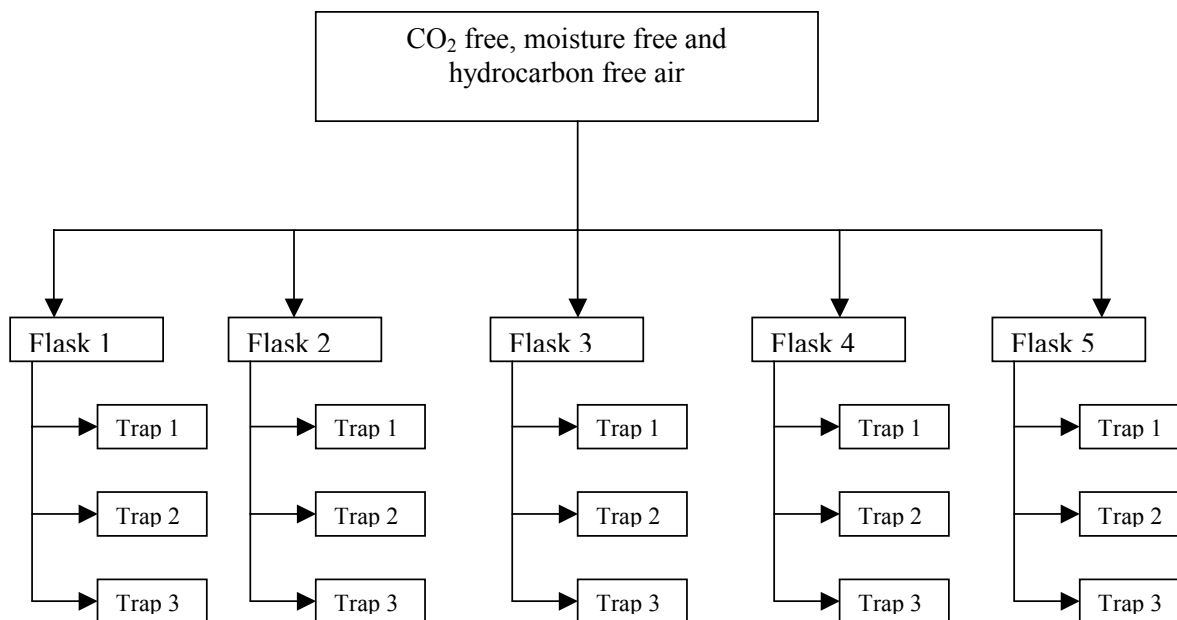 CO₂ free, moisture free and
hydrocarbon free air
Flask 1
Flask 2
Flask 3
Flask 4
Flask 5
Trap 1
Trap 1
Trap 1
Trap 1
Trap 1
Trap 2
Trap 2
Trap 2
Trap 2
Trap 2
Trap 3
Trap 3
Trap 3
Trap 3
Trap 3